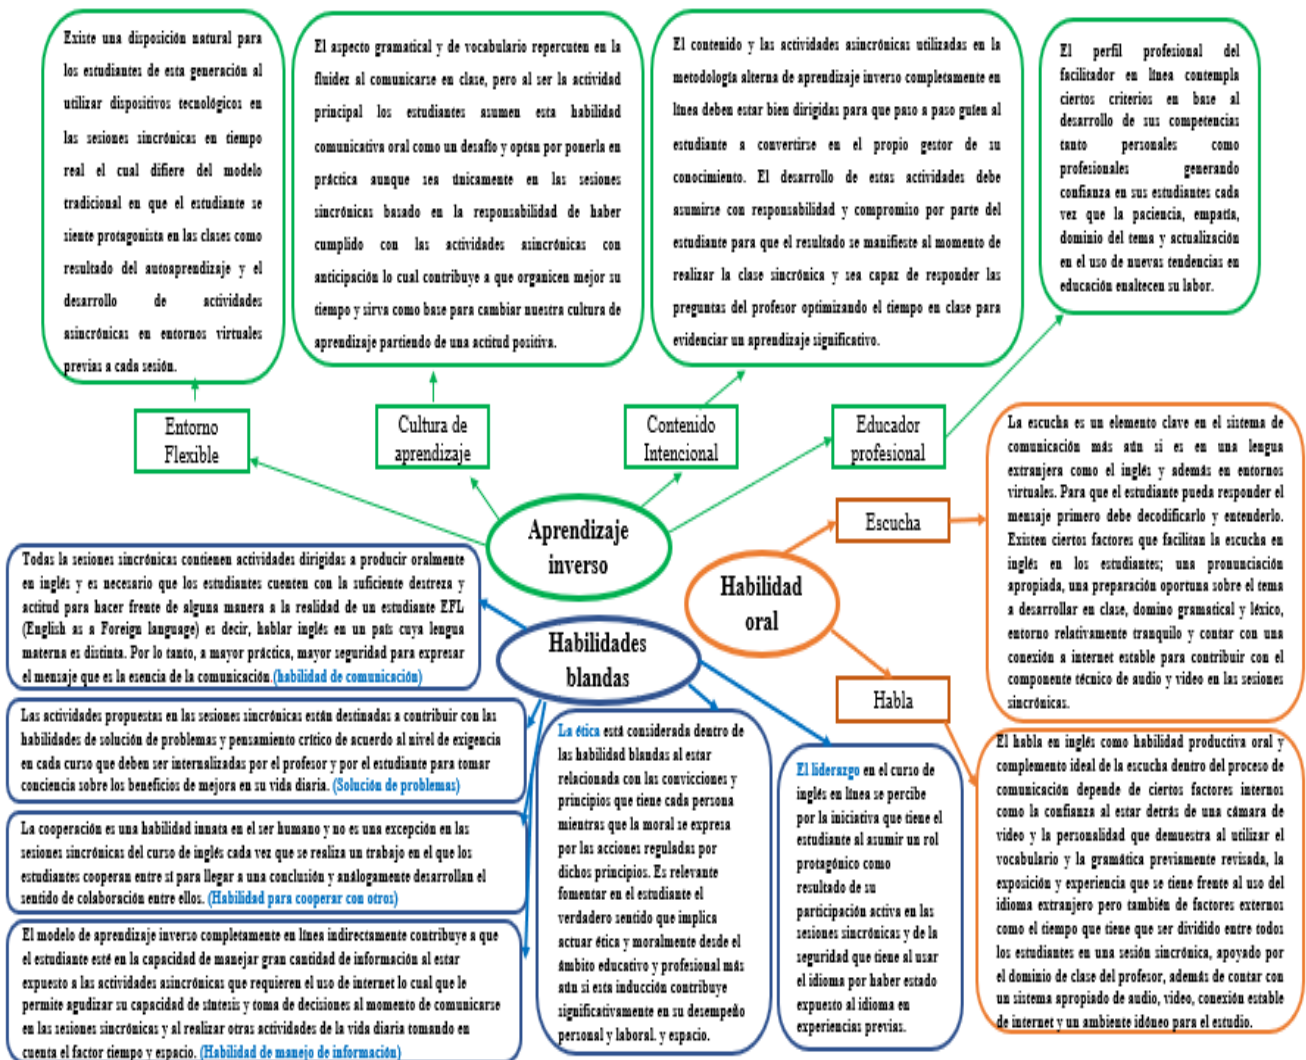 Existe una disposición natural para
los estudiantes de esta generación al
utilizar dispositivos tecnológicos en
las sesiones sincrónicas en tiempo
real el cual difiere del modelo
tradicional en que el estudiante se
siente protagonista en las clases como
resultado del autoaprendizaje y el
desarrollo de actividades
asincrónicas en entornos virtuales
previas a cada sesión.
El aspecto gramatical y de vocabulario repercuten en la
fluidez al comunicarse en clase, pero al ser la actividad
principal los estudiantes asumen esta habilidad
comunicativa oral como un desafío y optan por ponerla en
práctica aunque sea únicamente en las sesiones
sincrónicas basado en la responsabilidad de haber
cumplido con las actividades asincrónicas con
anticipación lo cual contribuye a que organicen mejor su
tiempo y sirva como base para cambiar nuestra cultura de
aprendizaje partiendo de una actitud positiva.
El contenido y las actividades asincrónicas utilizadas en la
metodología alterna de aprendizaje inverso completamente en
línea deben estar bien dirigidas para que paso a paso guíen al
estudiante a convertirse en el propio gestor de su
conocimiento. El desarrollo de estas actividades debe
asumirse con responsabilidad y compromiso por parte del
estudiante para que el resultado se manifieste al momento de
realizar la clase sincrónica y sea capaz de responder las
preguntas del profesor optimizando el tiempo en clase para
evidenciar un aprendizaje significativo.
El perfil profesional del
facilitador en línea contempla
ciertos criterios en base al
desarrollo de sus competencias
tanto personales como
profesionales generando
confianza en sus estudiantes cada
vez que la paciencia, empatía,
dominio del tema y actualización
en el uso de nuevas tendencias en
educación enaltecen su labor.
Entorno
Flexible
Cultura de
aprendizaje
Contenido
Intencional
Educador
profesional
Aprendizaje
inverso
Habilidad
oral
Escucha
La escucha es un elemento clave en el sistema de
comunicación más aún si es en una lengua
extranjera como el inglés y además en entornos
virtuales. Para que el estudiante pueda responder el
mensaje primero debe decodificarlo y entenderlo.
Existen ciertos factores que facilitan la escucha en
inglés en los estudiantes; una pronunciación
apropiada, una preparación oportuna sobre el tema
a desarrollar en clase, domino gramatical y léxico,
entorno relativamente tranquilo y contar con una
conexión a internet estable para contribuir con el
componente técnico de audio y video en las sesiones
sincrónicas.
Habla
El habla en inglés como habilidad productiva oral y
complemento ideal de la escucha dentro del proceso de
comunicación depende de ciertos factores internos
como la confianza al estar detrás de una cámara de
video y la personalidad que demuestra al utilizar el
vocabulario y la gramática previamente revisada, la
exposición y experiencia que se tiene frente al uso del
idioma extranjero pero también de factores externos
como el tiempo que tiene que ser dividido entre todos
los estudiantes en una sesión sincrónica, apoyado por
el dominio de clase del profesor, además de contar con
un sistema apropiado de audio, video, conexión estable
de internet y un ambiente idóneo para el estudio.
Habilidades
blandas
Todas la sesiones sincrónicas contienen actividades dirigidas a producir oralmente
en inglés y es necesario que los estudiantes cuenten con la suficiente destreza y
actitud para hacer frente de alguna manera a la realidad de un estudiante EFL
(English as a Foreign language) es decir, hablar inglés en un país cuya lengua
materna es distinta. Por lo tanto, a mayor práctica, mayor seguridad para expresar
el mensaje que es la esencia de la comunicación.(habilidad de comunicación)
Las actividades propuestas en las sesiones sincrónicas están destinadas a contribuir con las
habilidades de solución de problemas y pensamiento crítico de acuerdo al nivel de exigencia
en cada curso que deben ser internalizadas por el profesor y por el estudiante para tomar
conciencia sobre los beneficios de mejora en su vida diaria. (Solución de problemas)
La cooperación es una habilidad innata en el ser humano y no es una excepción en las
sesiones sincrónicas del curso de inglés cada vez que se realiza un trabajo en el que los
estudiantes cooperan entre sí para llegar a una conclusión y análogamente desarrollan el
sentido de colaboración entre ellos. (Habilidad para cooperar con otros)
El modelo de aprendizaje inverso completamente en línea indirectamente contribuye a que
el estudiante esté en la capacidad de manejar gran cantidad de información al estar
expuesto a las actividades asincrónicas que requieren el uso de internet lo cual que le
permite agudizar su capacidad de síntesis y toma de decisiones al momento de comunicarse
en las sesiones sincrónicas y al realizar otras actividades de la vida diaria tomando en
cuenta el factor tiempo y espacio. (Habilidad de manejo de información)
La ética está considerada dentro de
las habilidad blandas al estar
relacionada con las convicciones y
principios que tiene cada persona
mientras que la moral se expresa
por las acciones reguladas por
dichos principios. Es relevante
fomentar en el estudiante el
verdadero sentido que implica
actuar ética y moralmente desde el
ámbito educativo y profesional más
aún si esta inducción contribuye
significativamente en su desempeño
personal y laboral. y espacio.
El liderazgo en el curso de
inglés en línea se percibe
por la iniciativa que tiene el
estudiante al asumir un rol
protagónico como
resultado de su
participación activa en las
sesiones sincrónicas y de la
seguridad que tiene al usar
el idioma por haber estado
expuesto al idioma en
experiencias previas.